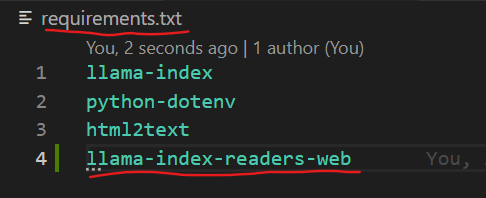 requirements.txt
You, 2 seconds ago | 1 author (You)
1 llama-index
2 python-dotenv
3 html2text
4 llama-index-readers-web You,